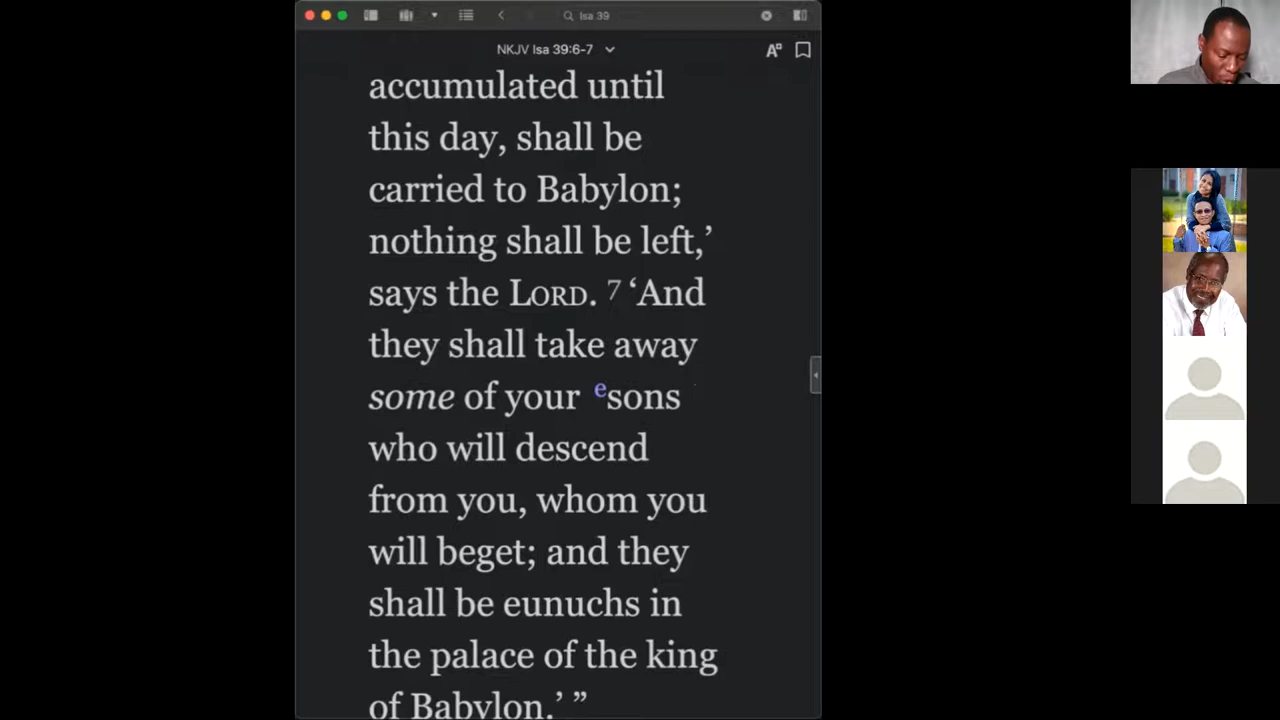 Isa 39
NKJV Isa 39:6-7
accumulated until
this day, shall be
carried to Babylon;
nothing shall be left,’
says the LORD. 7 ‘And
they shall take away
some of your esons
who will descend
from you, whom you
will beget; and they
shall be eunuchs in
the palace of the king
of Babylon.’ ”